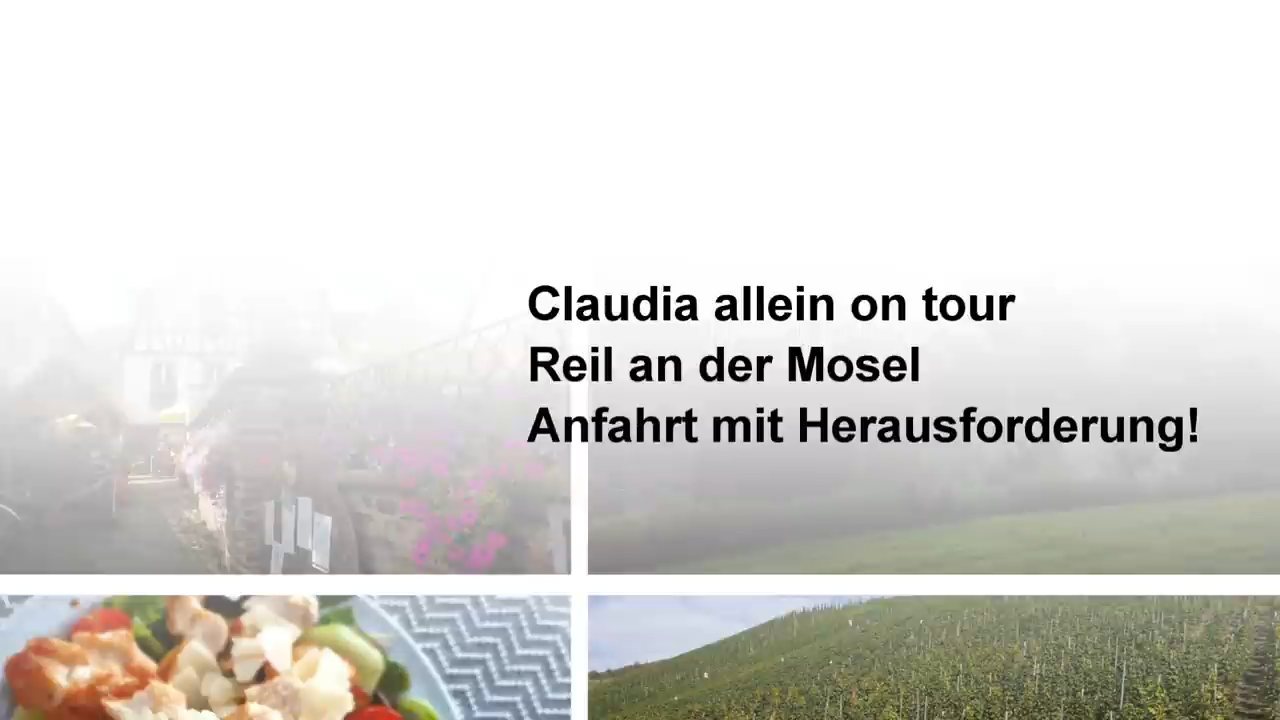 Claudia allein on tour
Reil an der Mosel
Anfahrt mit Herausforderung!